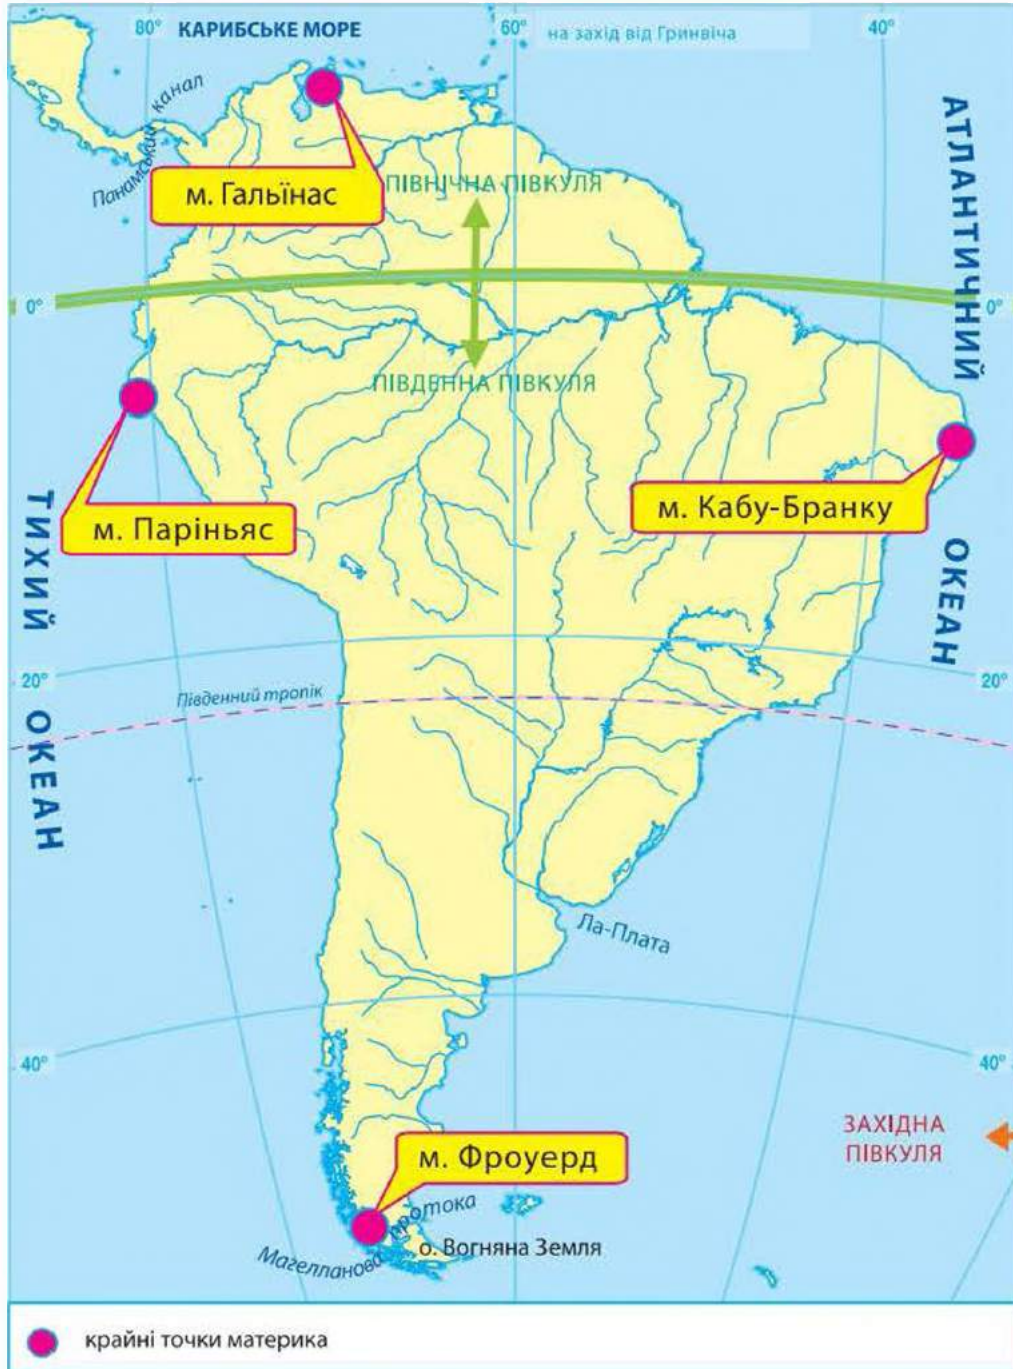 80°
КАРИБСЬКЕ МОРЕ
60°
на захід від Гринвіча
40°
Панамський канал
АТЛАНТИЧНИЙ
м. Гальїнас
ПІВНІЧНА ПІВКУЛЯ
0°
0°
ПІВДЕННА ПІВКУЛЯ
м. Паріньяс
м. Кабу-Бранку
ТИХИЙ
ОКЕАН
20°
20°
Південний тропік
ОКЕАН
Ла-Плата
40°
40°
ЗАХІДНА
ПІВКУЛЯ
м. Фроуерд
Магелланова протока
о. Вогняна Земля
крайні точки материка